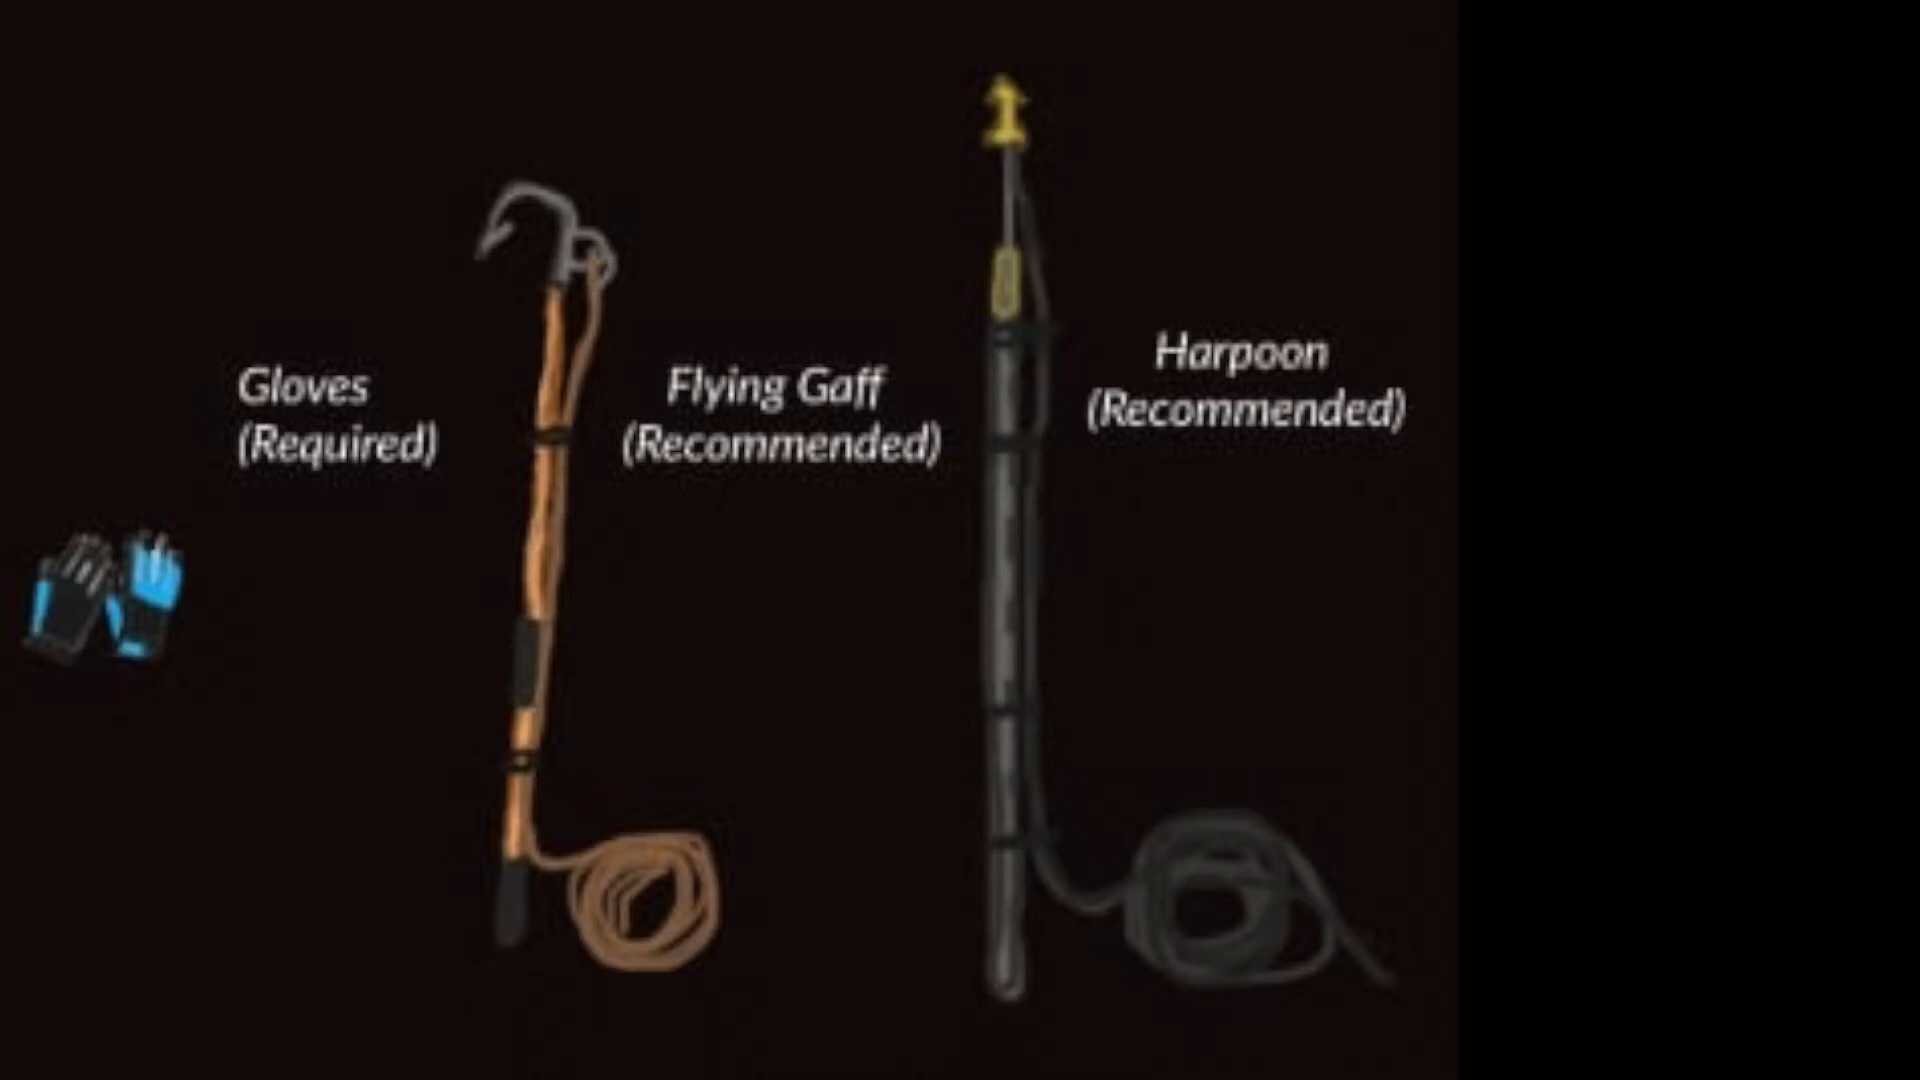 Gloves
(Required)
Flying Gaff
(Recommended)
Harpoon
(Recommended)